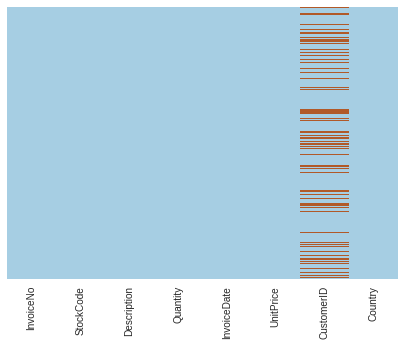 InvoiceNo
StockCode
Description
Quantity
InvoiceDate
UnitPrice
CustomerID
Country